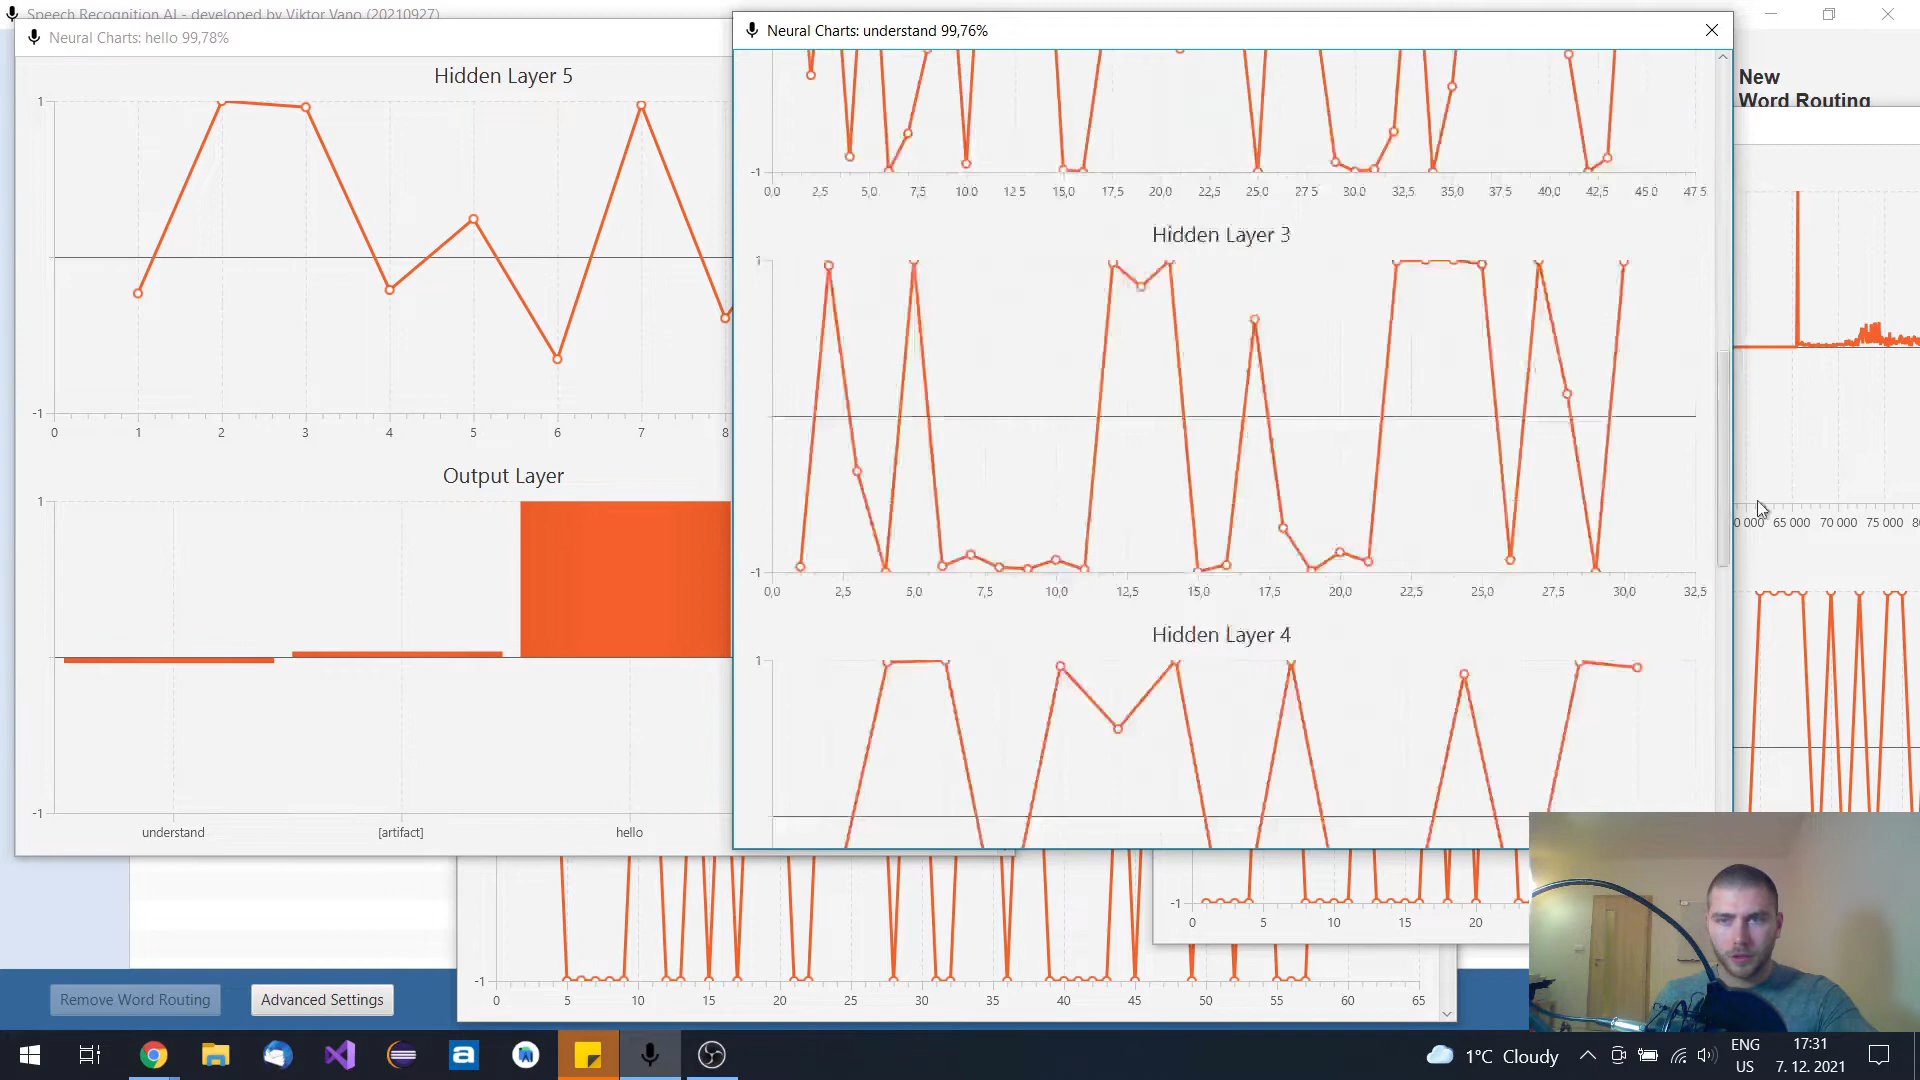 Speech Recognition AI - developed by Viktor Vano (20210927)
Neural Charts: hello 99,78%
Hidden Layer 5
1
-1
0 1 2 3 4 5 6 7 8
Output Layer
1
-1
understand [artifact] hello
Neural Charts: understand 99,76%
-1
0,0 2,5 5,0 7,5 10,0 12,5 15,0 17,5 20,0 22,5 25,0 27,5 30,0 32,5 35,0 37,5 40,0 42,5 45,0 47,5
Hidden Layer 3
1
-1
0,0 2,5 5,0 7,5 10,0 12,5 15,0 17,5 20,0 22,5 25,0 27,5 30,0 32,5
Hidden Layer 4
1
New
Word Routing
65 000 70 000 75 000
-1
0 5 10 15 20
-1
0 5 10 15 20 25 30 35 40 45 50 55 60 65
Remove Word Routing
Advanced Settings
1°C Cloudy
ENG
US
17:31
7. 12. 2021